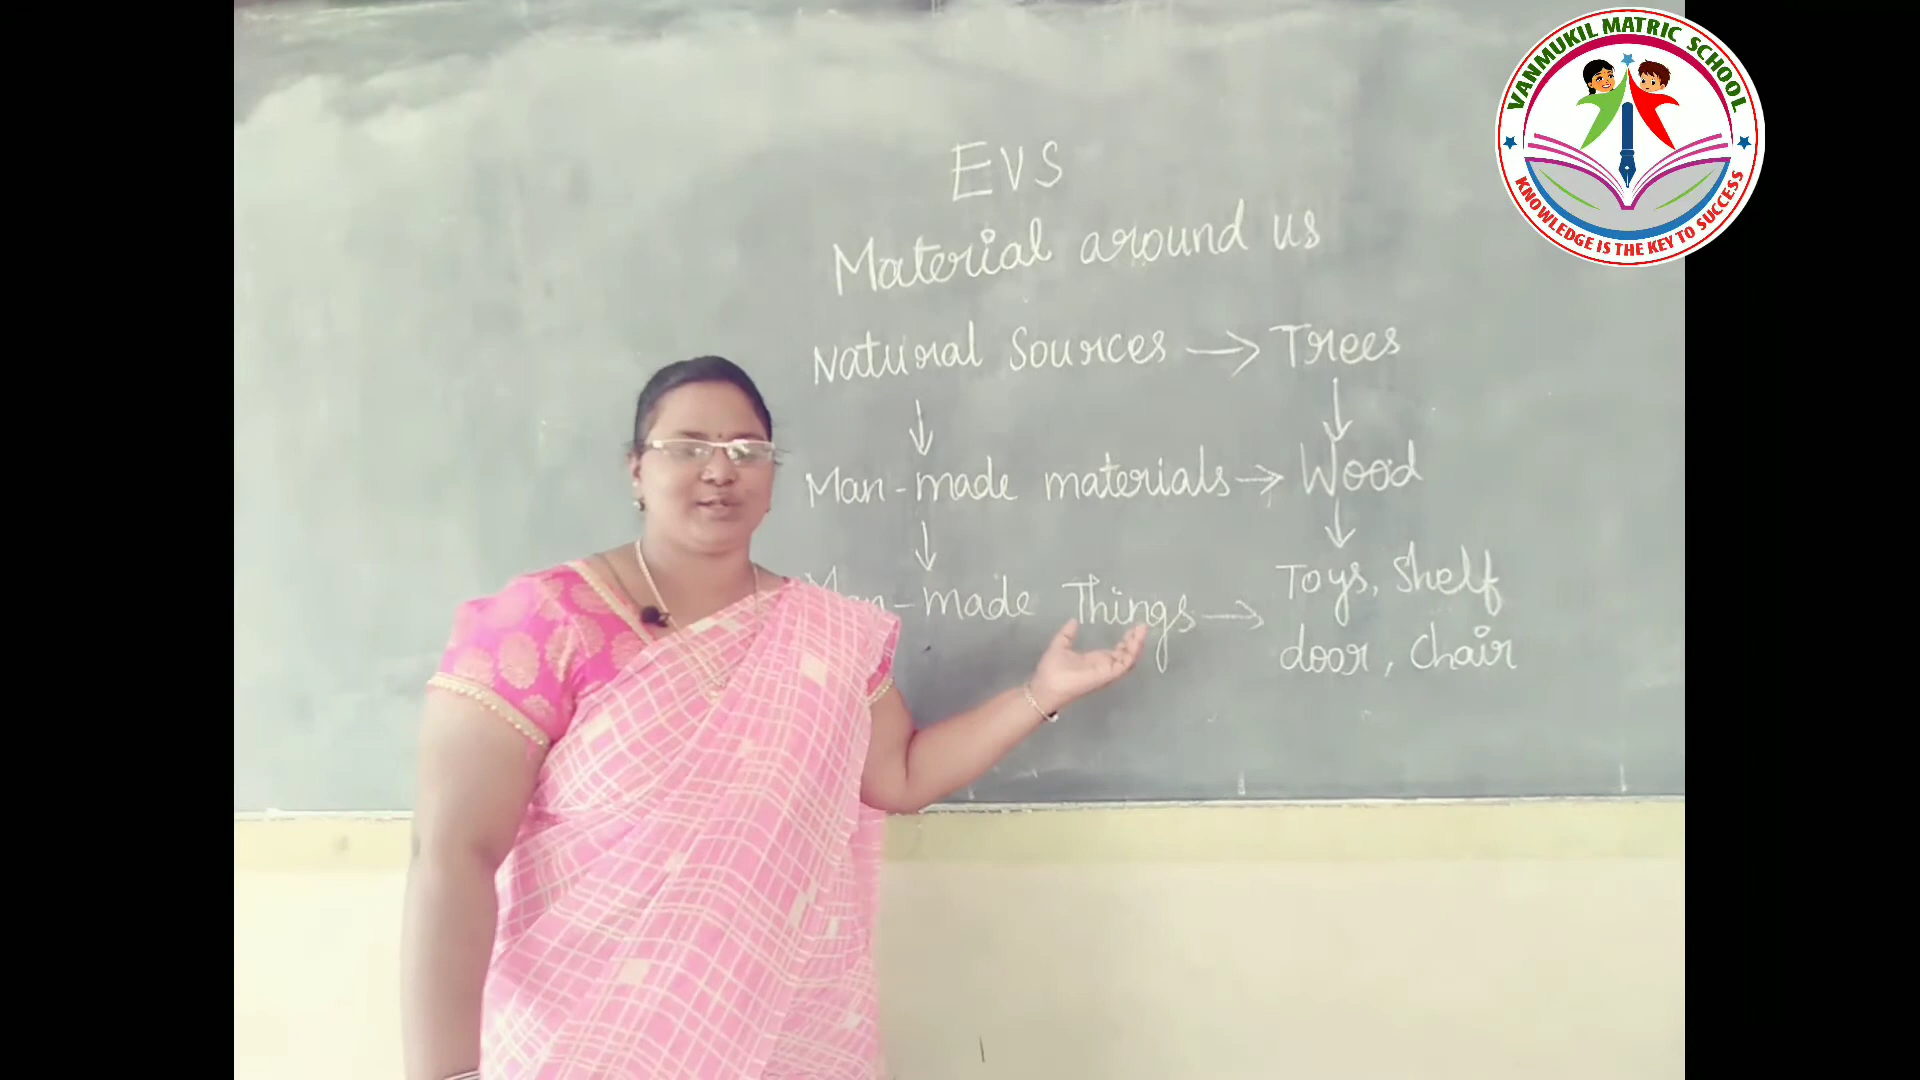 VANMUKIL MATRIC SCHOOL
KNOWLEDGE IS THE KEY TO SUCCESS
EVS
Material around us
Natural Sources → Trees
Man-made materials → Wood
Man-made Things → Toys, Shelf
door, chair